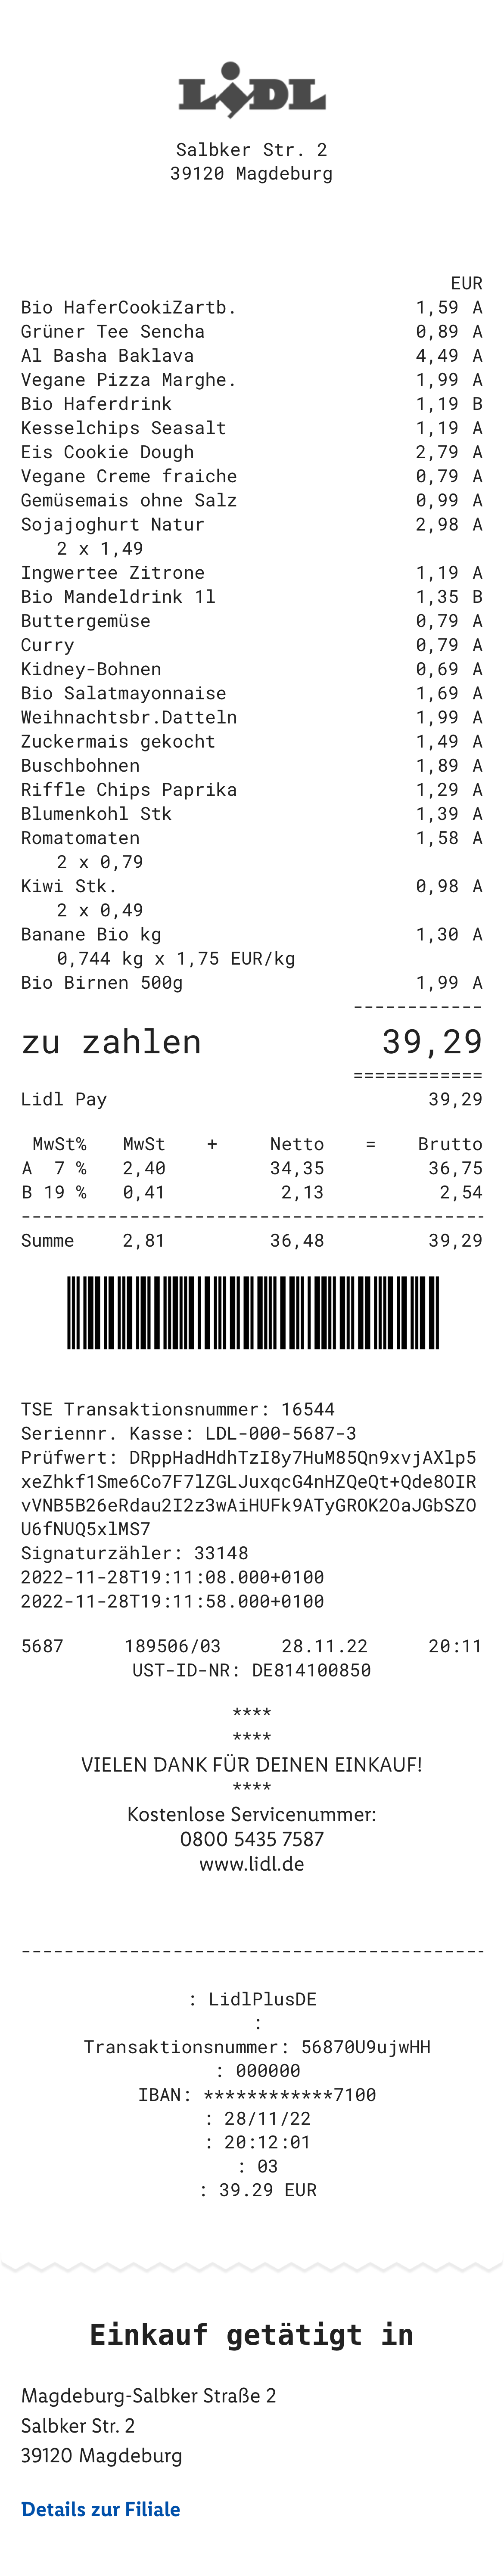 LIDL
Salbker Str. 2
39120 Magdeburg
EUR
Bio HaferCookiZartb. 1,59 A
Grüner Tee Sencha 0,89 A
Al Basha Baklava 4,49 A
Vegane Pizza Marghe. 1,99 A
Bio Haferdrink 1,19 B
Kesselchips Seasalt 1,19 A
Eis Cookie Dough 2,79 A
Vegane Creme fraiche 0,79 A
Gemüsemais ohne Salz 0,99 A
Sojajoghurt Natur 2,98 A
2 x 1,49
Ingwertee Zitrone 1,19 A
Bio Mandeldrink 1l 1,35 B
Buttergemüse 0,79 A
Curry 0,79 A
Kidney-Bohnen 0,69 A
Bio Salatmayonnaise 1,69 A
Weihnachtsbr.Datteln 1,99 A
Zuckermais gekocht 1,49 A
Buschbohnen 1,89 A
Riffle Chips Paprika 1,29 A
Blumenkohl Stk 1,39 A
Romatomaten 1,58 A
2 x 0,79
Kiwi Stk. 0,98 A
2 x 0,49
Banane Bio kg 1,30 A
0,744 kg x 1,75 EUR/kg
Bio Birnen 500g 1,99 A
------------
zu zahlen 39,29
============
Lidl Pay 39,29
MwSt% MwSt + Netto = Brutto
A 7 % 2,40 34,35 36,75
B 19 % 0,41 2,13 2,54
-------------------------------------------
Summe 2,81 36,48 39,29
TSE Transaktionsnummer: 16544
Seriennr. Kasse: LDL-000-5687-3
Prüfwert: DRppHadHdhTzI8y7HuM85Qn9xvjAXlp5
xeZhkf1Sme6Co7F7lZGLJuxqcG4nHZQeQt+Qde8OIR
vVNB5B26eRdau2I2z3wAiHUFk9ATyGROK2OaJGbSZO
U6fNUQ5xlMS7
Signaturzähler: 33148
2022-11-28T19:11:08.000+0100
2022-11-28T19:11:58.000+0100
5687 189506/03 28.11.22 20:11
UST-ID-NR: DE814100850
****
****
VIELEN DANK FÜR DEINEN EINKAUF!
****
Kostenlose Servicenummer:
0800 5435 7587
www.lidl.de
-------------------------------------------
: LidlPlusDE
:
Transaktionsnummer: 56870U9ujwHH
: 000000
IBAN: ************7100
: 28/11/22
: 20:12:01
: 03
: 39.29 EUR
Einkauf getätigt in
Magdeburg-Salbker Straße 2
Salbker Str. 2
39120 Magdeburg
Details zur Filiale